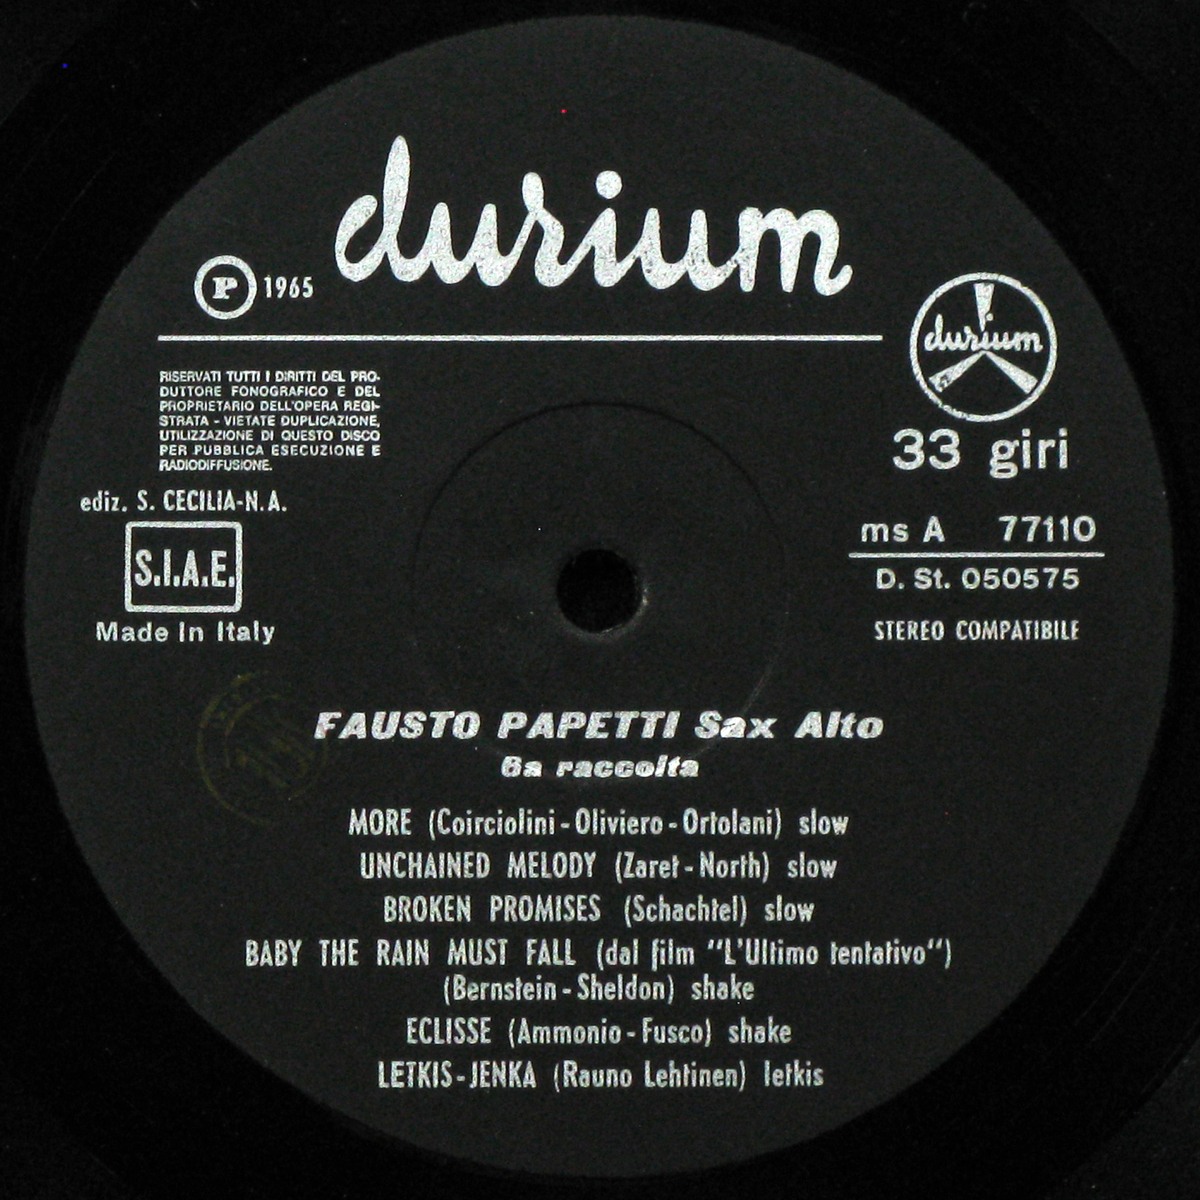 durium
P 1965
durium
RISERVATI TUTTI I DIRITTI DEL PRO-
DUTTORE FONOGRAFICO E DEL
PROPRIETARIO DELL'OPERA REGI-
STRATA - VIETATE DUPLICAZIONE,
UTILIZZAZIONE DI QUESTO DISCO
PER PUBBLICA ESECUZIONE E
RADIODIFFUSIONE.
33 giri
ediz. S. CECILIA-N.A.
S.I.A.E.
Made in Italy
ms A 77110
D. St. 050575
STEREO COMPATIBILE
FAUSTO PAPETTI Sax Alto
6a raccolta
MORE (Coirciolini - Oliviero - Ortolani) slow
UNCHAINED MELODY (Zaret - North) slow
BROKEN PROMISES (Schachtel) slow
BABY THE RAIN MUST FALL (dal film "L'Ultimo tentativo")
(Bernstein - Sheldon) shake
ECLISSE (Ammonio - Fusco) shake
LETKIS - JENKA (Rauno Lehtinen) letkis